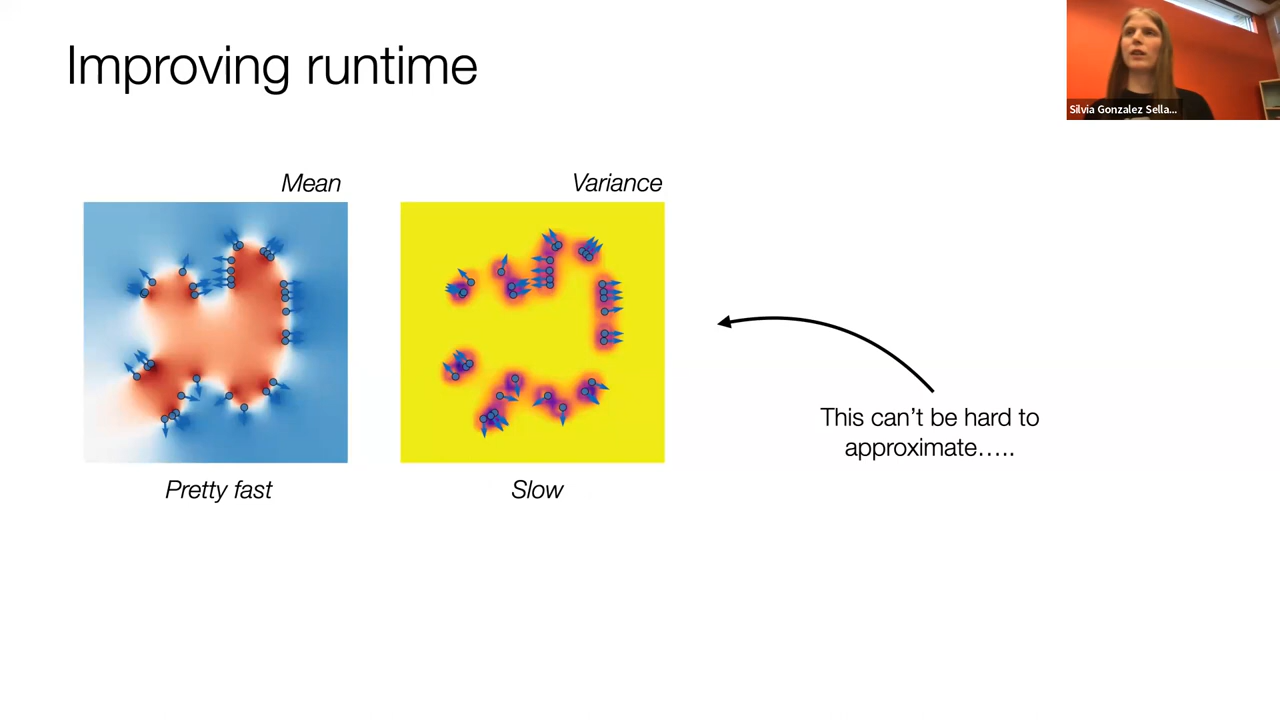 Improving runtime
Silvia Gonzalez Sella...
Mean
Variance
Pretty fast
Slow
This can’t be hard to
approximate…..